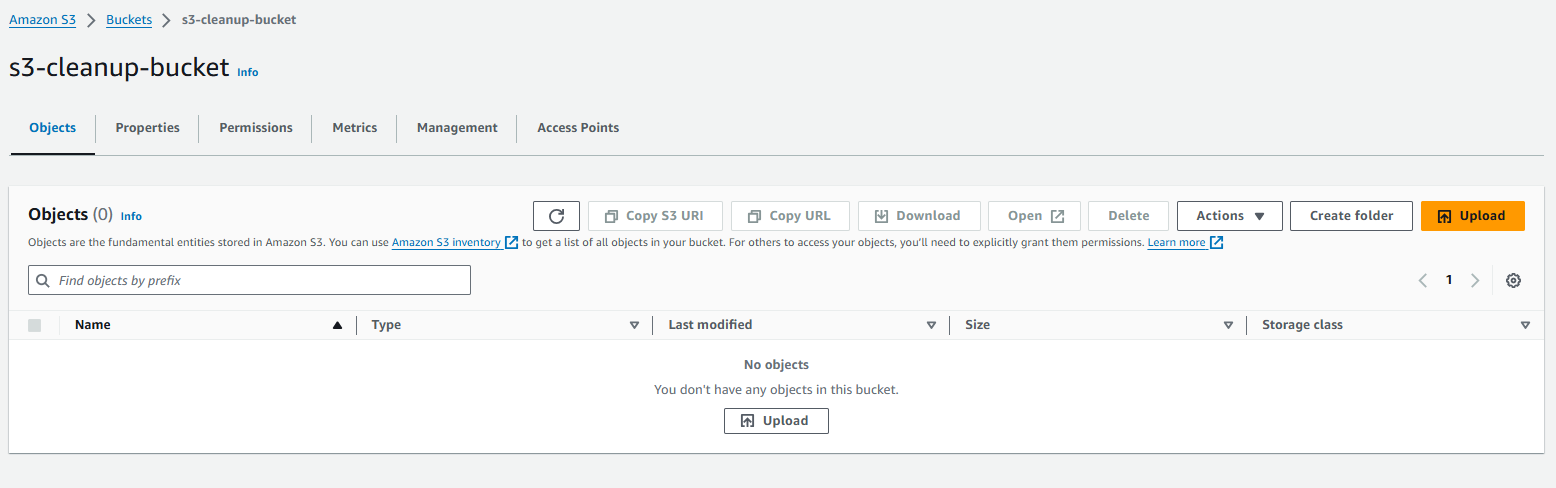 Amazon S3 Buckets s3-cleanup-bucket
s3-cleanup-bucket Info
Objects Properties Permissions Metrics Management Access Points
Objects (0) Info Copy S3 URI Copy URL Download Open Delete Actions Create folder Upload
Objects are the fundamental entities stored in Amazon S3. You can use Amazon S3 inventory to get a list of all objects in your bucket. For others to access your objects, you'll need to explicitly grant them permissions. Learn more
Find objects by prefix 1
Name Type Last modified Size Storage class
No objects
You don't have any objects in this bucket.
Upload